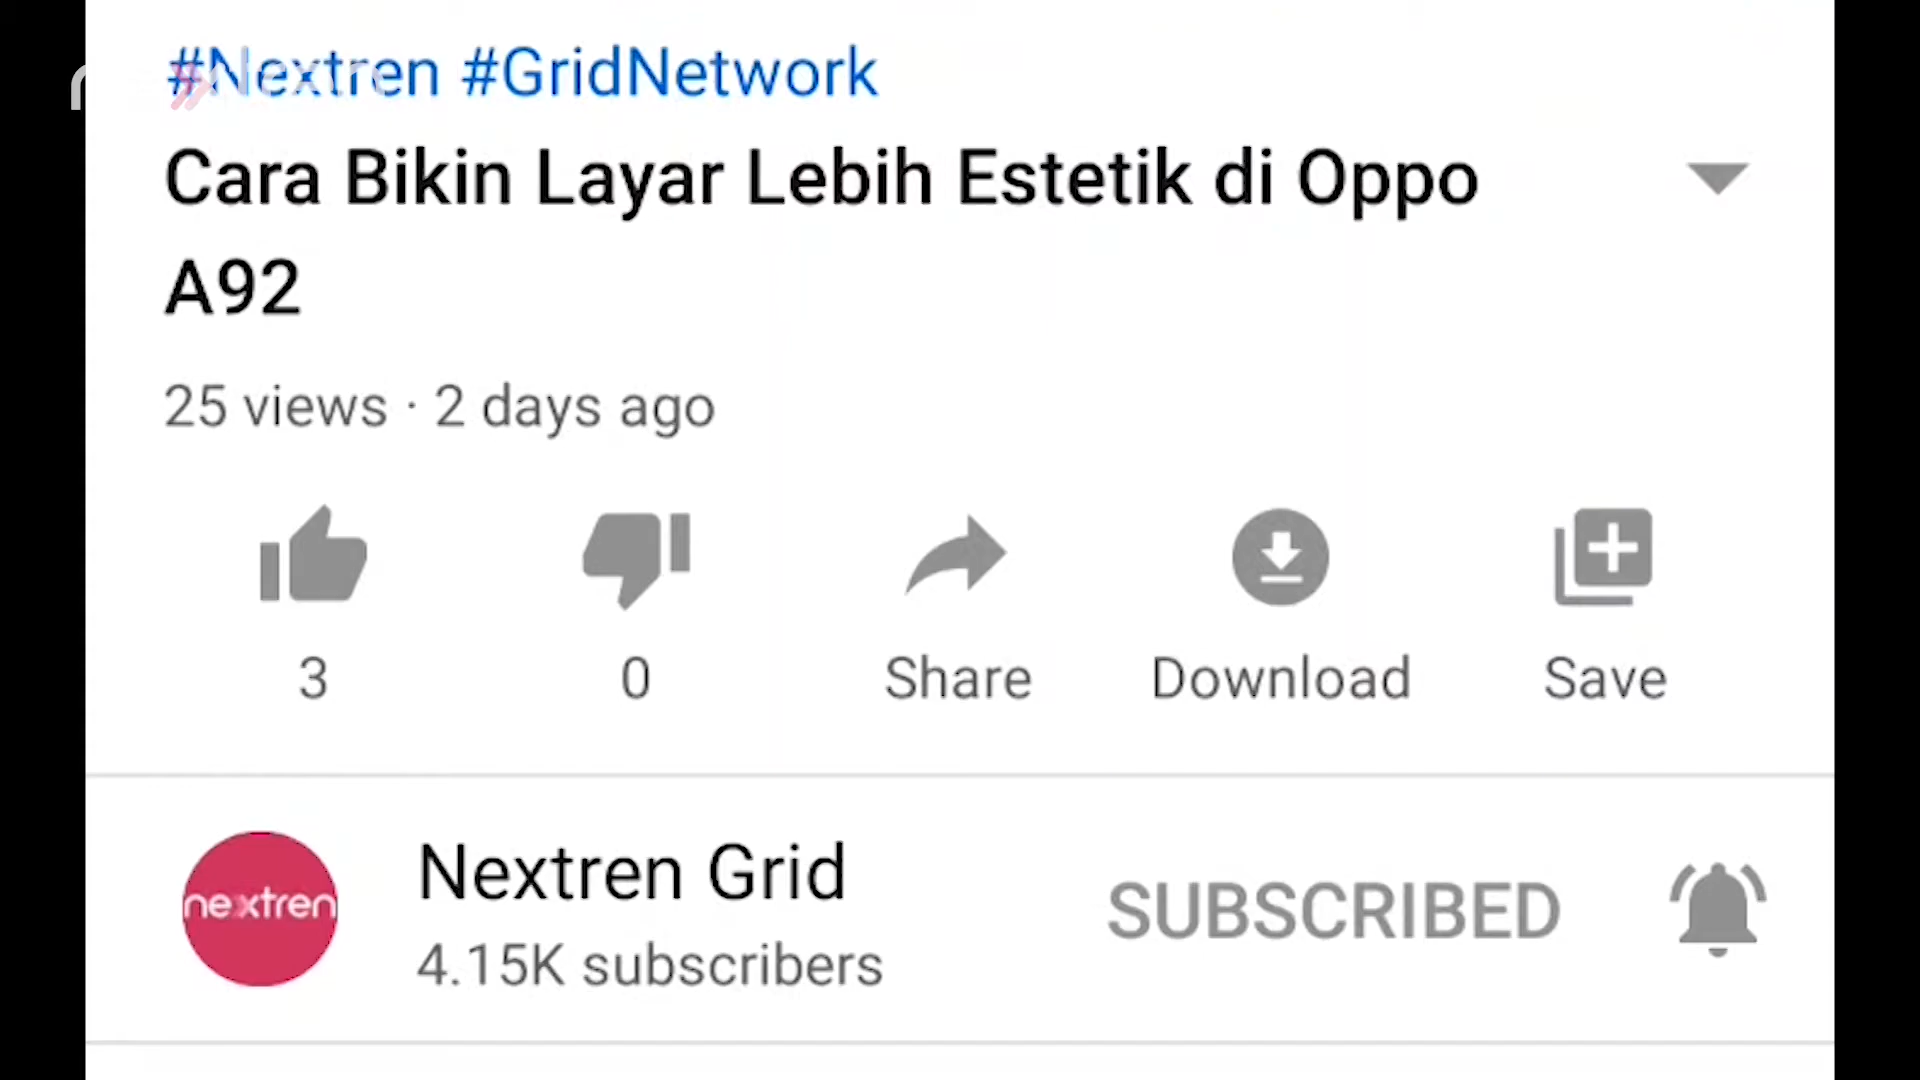 #Nextren #GridNetwork
Cara Bikin Layar Lebih Estetik di Oppo
A92
25 views · 2 days ago
3 0 Share Download Save
nextren
Nextren Grid
4.15K subscribers
SUBSCRIBED